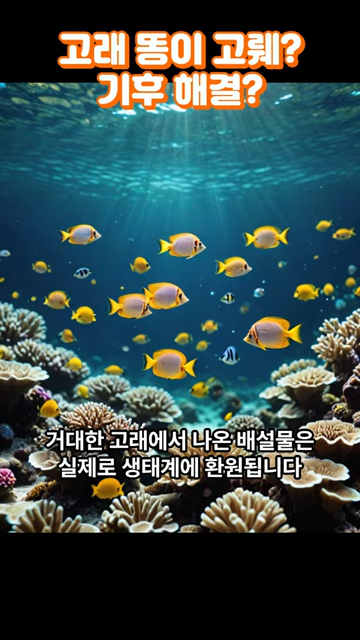 고래 똥이 고뤠?
기후 해결?
거대한 고래에서 나온 배설물은
실제로 생태계에 환원됩니다